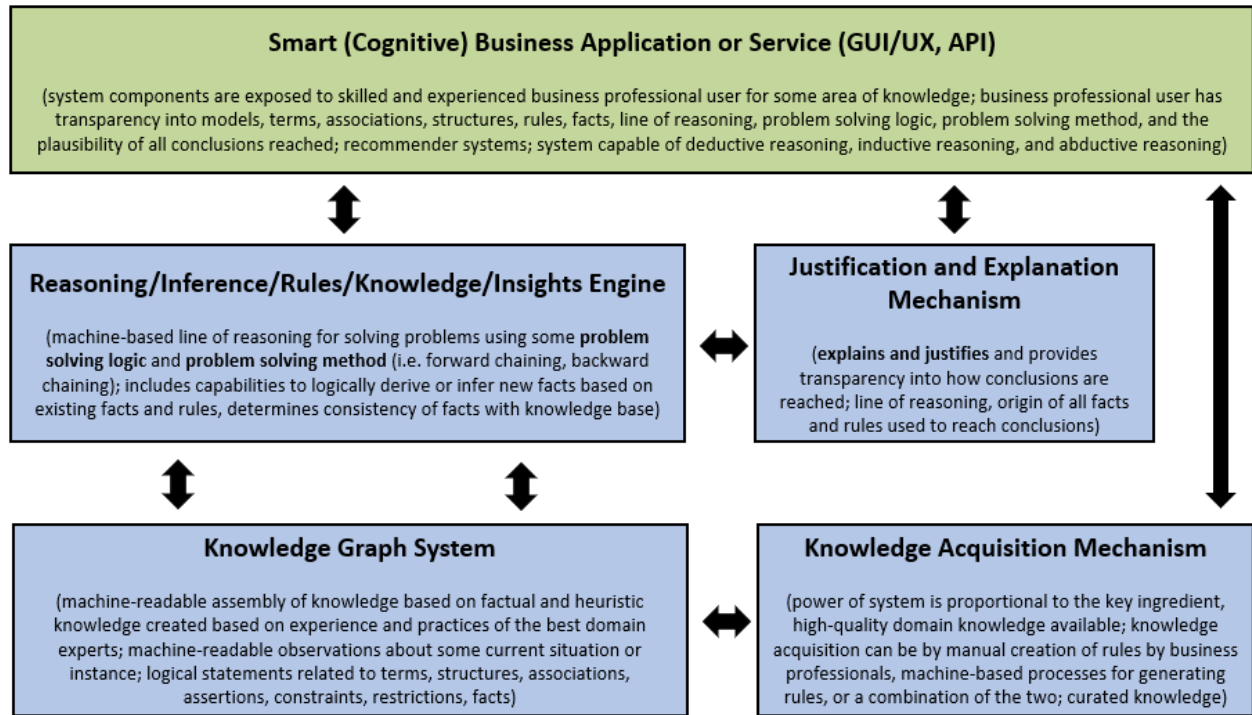 Smart (Cognitive) Business Application or Service (GUI/UX, API)
(system components are exposed to skilled and experienced business professional user for some area of knowledge; business professional user has
transparency into models, terms, associations, structures, rules, facts, line of reasoning, problem solving logic, problem solving method, and the
plausibility of all conclusions reached; recommender systems; system capable of deductive reasoning, inductive reasoning, and abductive reasoning)
Reasoning/Inference/Rules/Knowledge/Insights Engine
(machine-based line of reasoning for solving problems using some problem
solving logic and problem solving method (i.e. forward chaining, backward
chaining); includes capabilities to logically derive or infer new facts based on
existing facts and rules, determines consistency of facts with knowledge base)
Justification and Explanation
Mechanism
(explains and justifies and provides
transparency into how conclusions are
reached; line of reasoning, origin of all facts
and rules used to reach conclusions)
Knowledge Graph System
(machine-readable assembly of knowledge based on factual and heuristic
knowledge created based on experience and practices of the best domain
experts; machine-readable observations about some current situation or
instance; logical statements related to terms, structures, associations,
assertions, constraints, restrictions, facts)
Knowledge Acquisition Mechanism
(power of system is proportional to the key ingredient,
high-quality domain knowledge available; knowledge
acquisition can be by manual creation of rules by business
professionals, machine-based processes for generating
rules, or a combination of the two; curated knowledge)